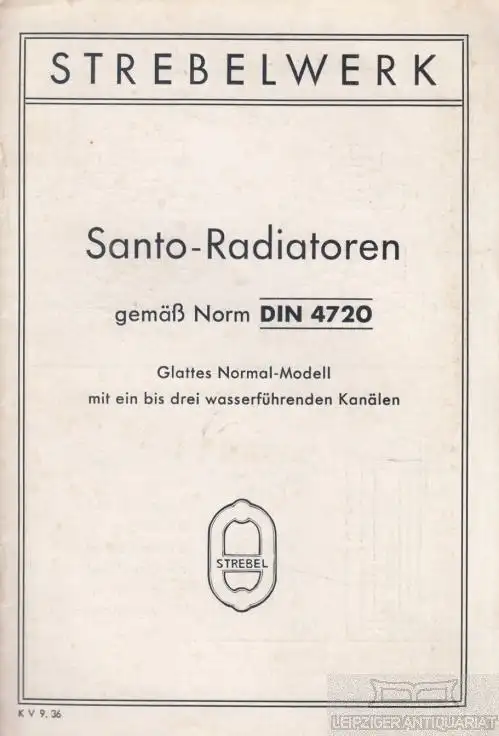 STREBELWERK
Santo-Radiatoren
gemäß Norm DIN 4720
Glattes Normal-Modell
mit ein bis drei wasserführenden Kanälen
STREBEL
K V 9. 36
LEIPZIGER ANTIQUARIAT